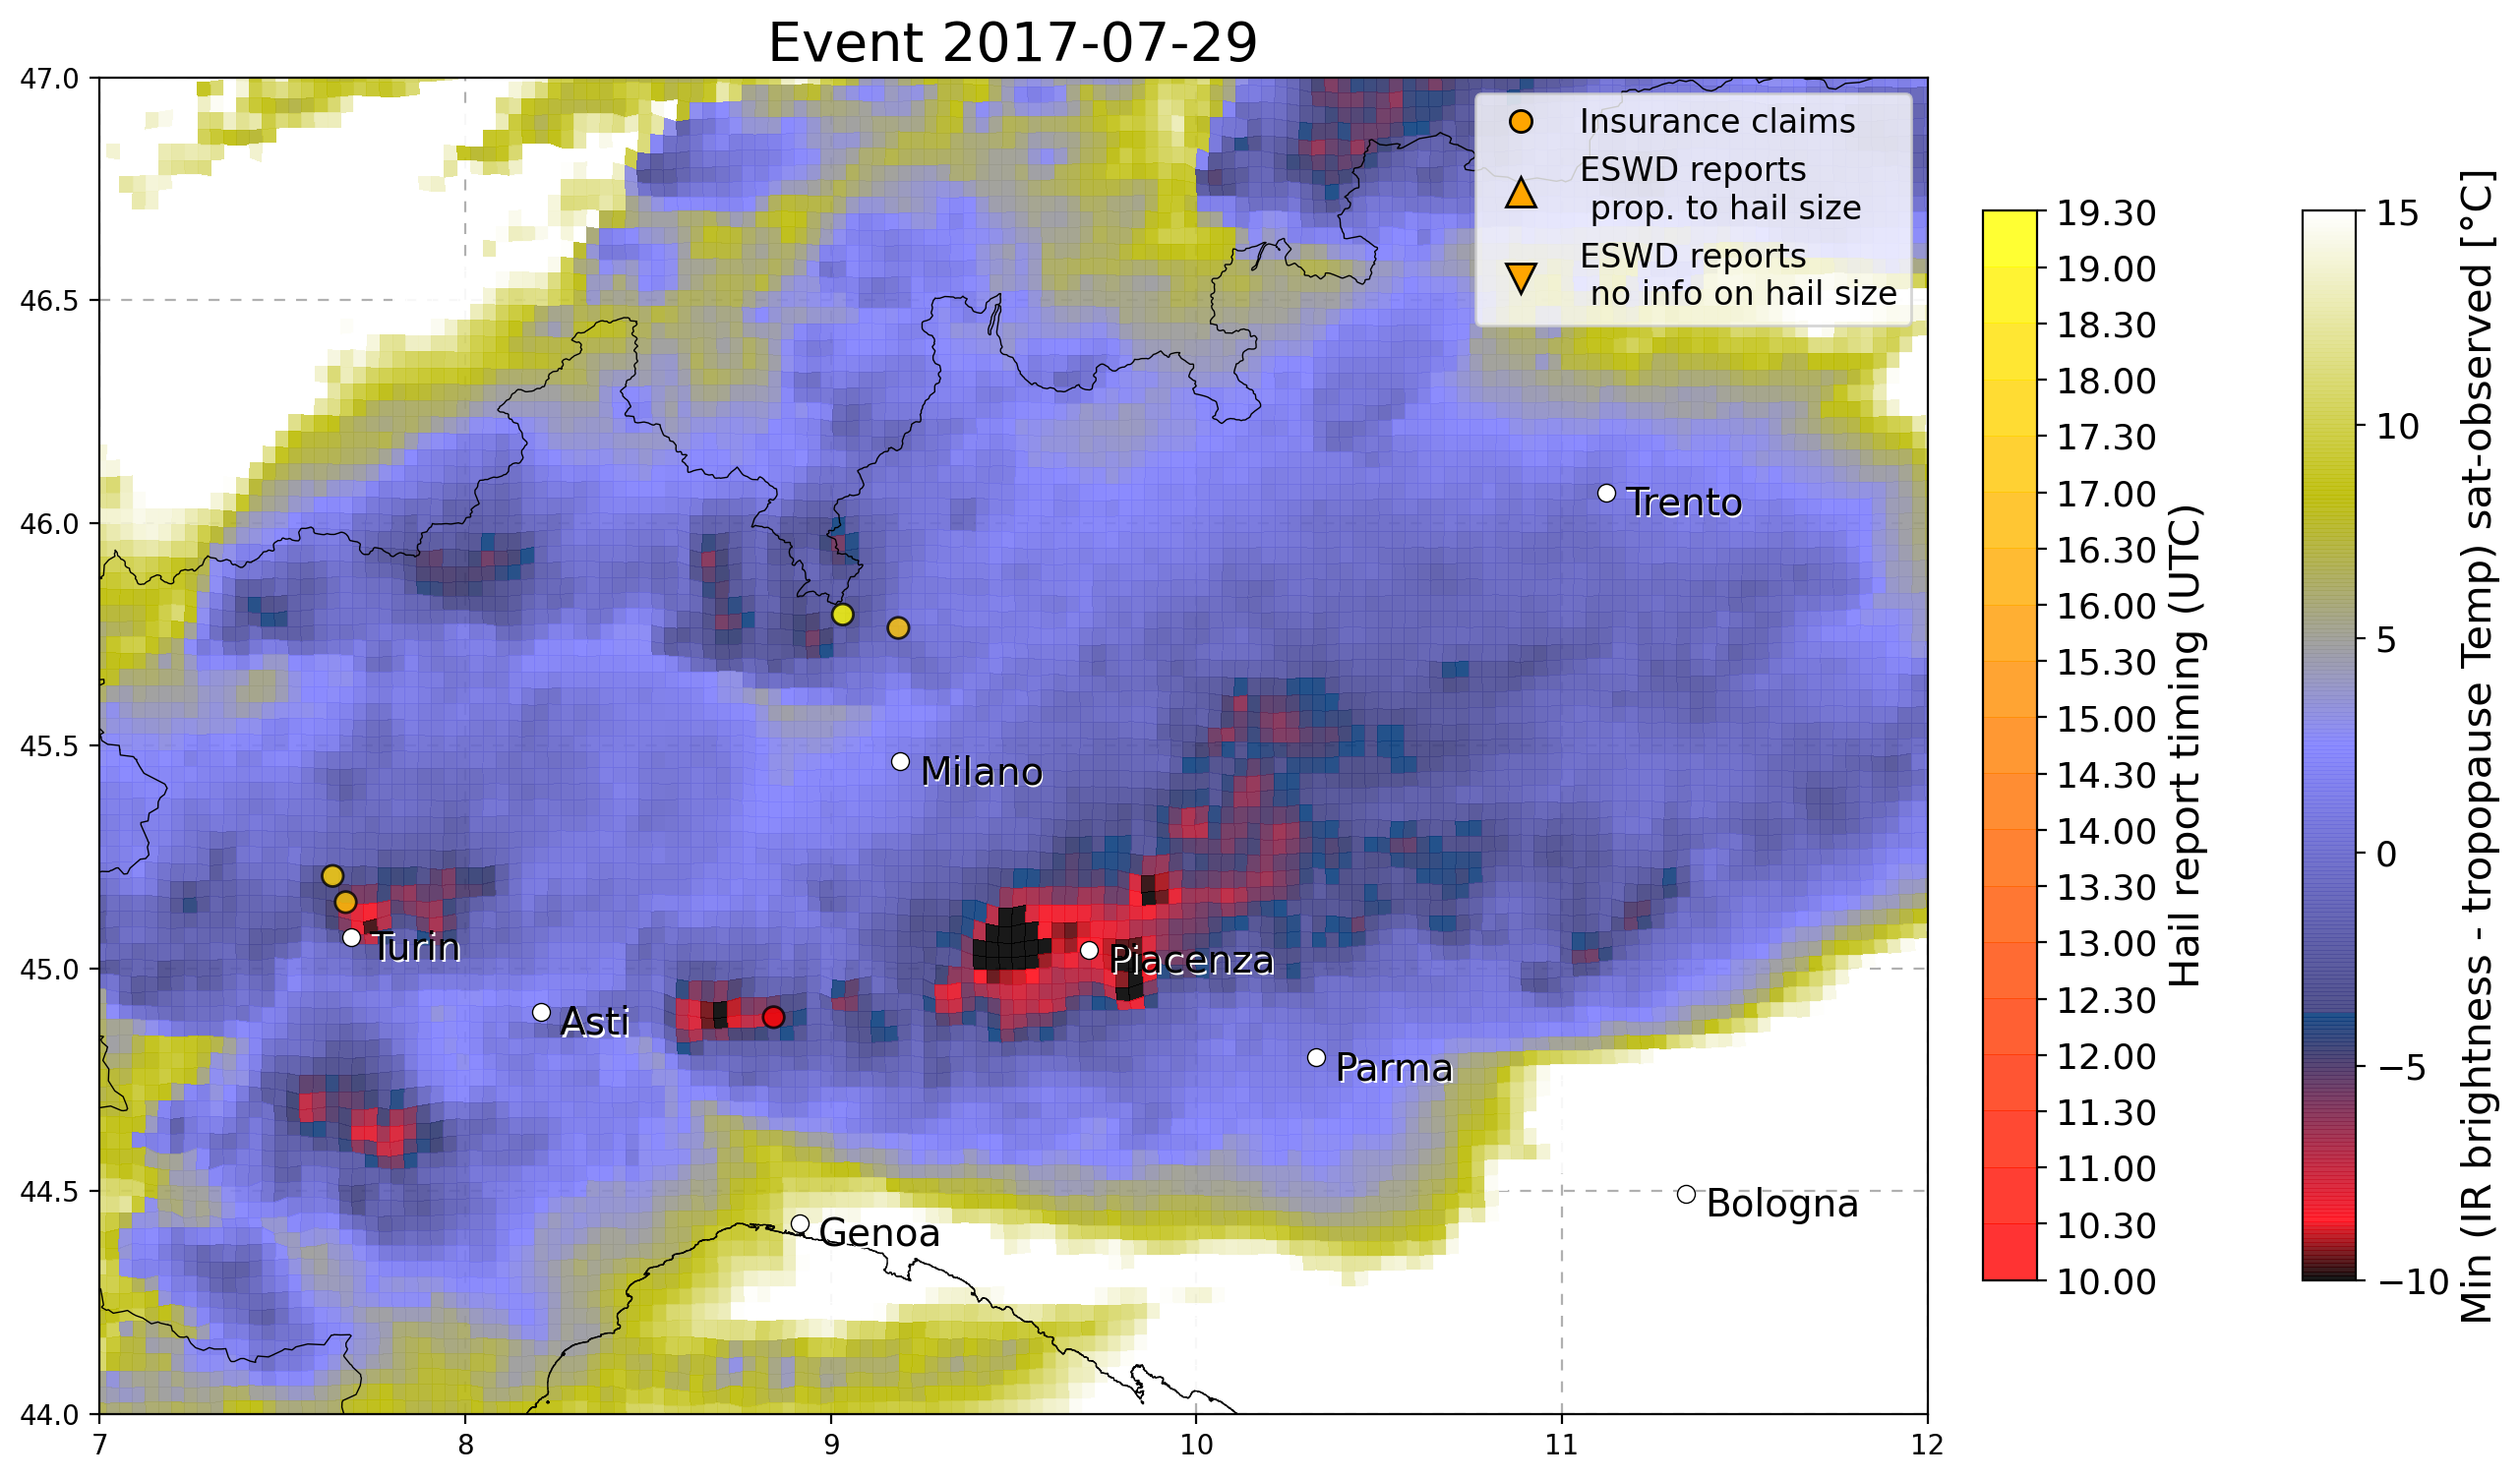 Event 2017-07-29
47.0
46.5
46.0
45.5
45.0
44.5
44.0
7
8
9
10
11
12
Insurance claims
ESWD reports
prop. to hail size
ESWD reports
no info on hail size
Trento
Milano
Turin
Piacenza
Asti
Parma
Bologna
Genoa
19.30
19.00
18.30
18.00
17.30
17.00
16.30
16.00
15.30
15.00
14.30
14.00
13.30
13.00
12.30
12.00
11.30
11.00
10.30
10.00
Hail report timing (UTC)
15
10
5
0
−5
−10
Min (IR brightness - tropopause Temp) sat-observed [°C]